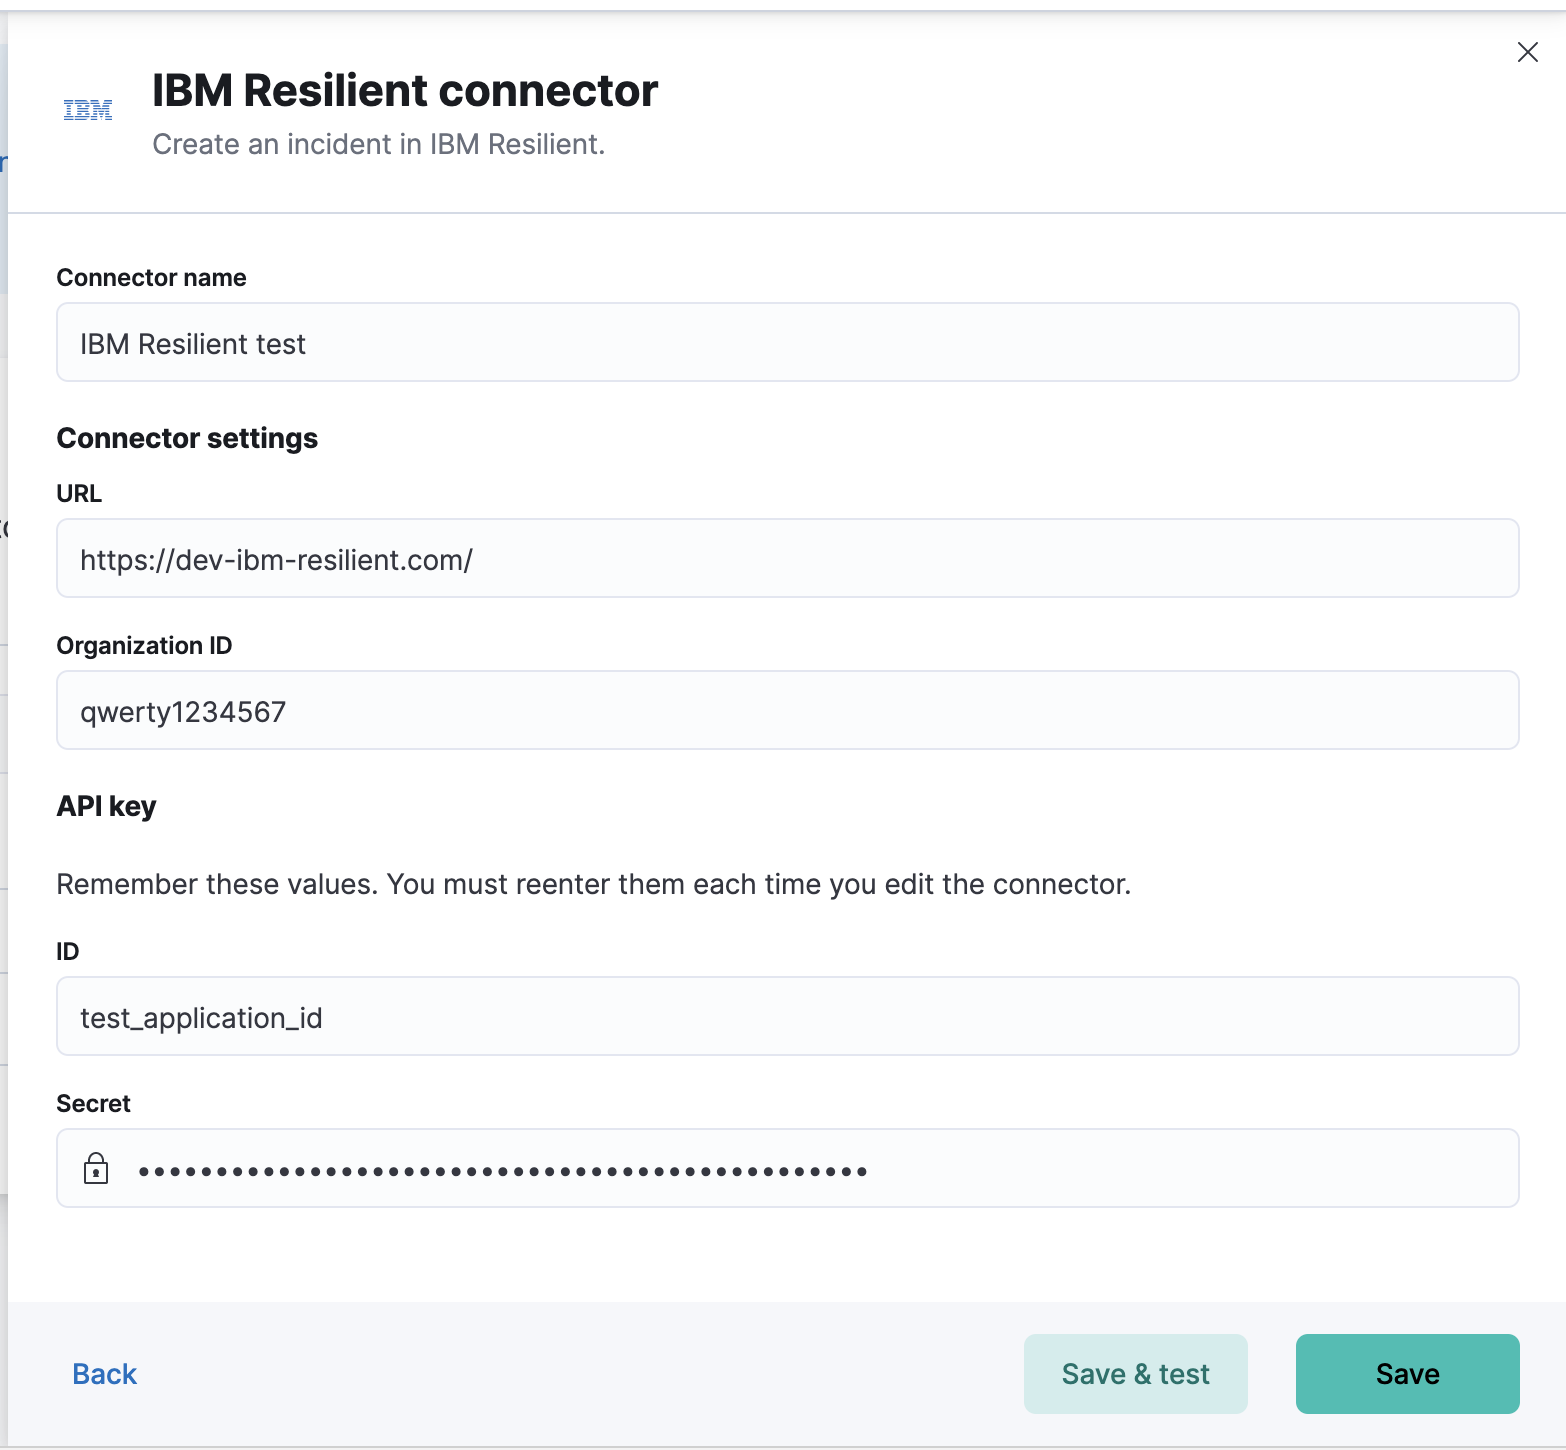 IBM
IBM Resilient connector
Create an incident in IBM Resilient.
Connector name
IBM Resilient test
Connector settings
URL
https://dev-ibm-resilient.com/
Organization ID
qwerty1234567
API key
Remember these values. You must reenter them each time you edit the connector.
ID
test_application_id
Secret
•••••••••••••••••••••••••••••••••••••••••••••••
Back
Save & test
Save